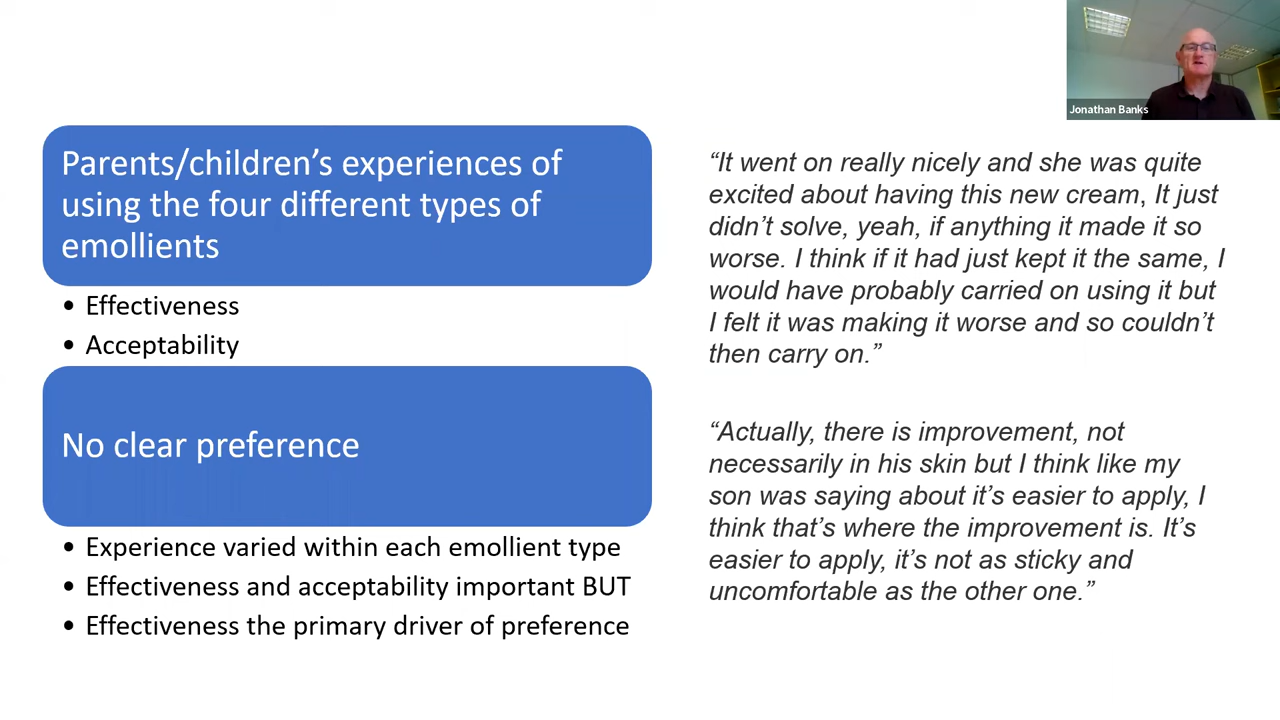 Jonathan Banks
Parents/children’s experiences of
using the four different types of
emollients
• Effectiveness
• Acceptability
No clear preference
• Experience varied within each emollient type
• Effectiveness and acceptability important BUT
• Effectiveness the primary driver of preference
“It went on really nicely and she was quite
excited about having this new cream, It just
didn’t solve, yeah, if anything it made it so
worse. I think if it had just kept it the same, I
would have probably carried on using it but
I felt it was making it worse and so couldn’t
then carry on.”
“Actually, there is improvement, not
necessarily in his skin but I think like my
son was saying about it’s easier to apply, I
think that’s where the improvement is. It’s
easier to apply, it’s not as sticky and
uncomfortable as the other one.”